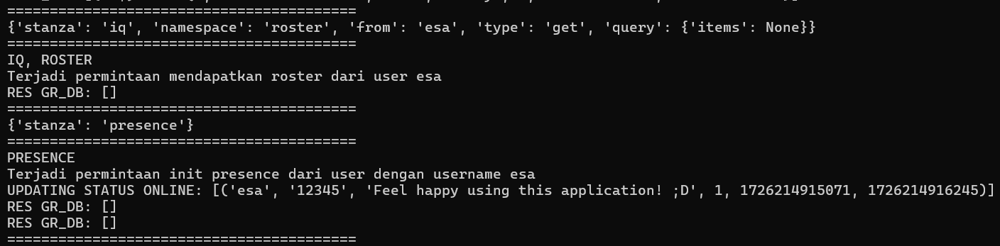 =========================================
{'stanza': 'iq', 'namespace': 'roster', 'from': 'esa', 'type': 'get', 'query': {'items': None}}
=========================================
IQ, ROSTER
Terjadi permintaan mendapatkan roster dari user esa
RES GR_DB: []
=========================================
{'stanza': 'presence'}
=========================================
PRESENCE
Terjadi permintaan init presence dari user dengan username esa
UPDATING STATUS ONLINE: [('esa', '12345', 'Feel happy using this application! ;D', 1, 1726214915071, 1726214916245)]
RES GR_DB: []
RES GR_DB: []
=========================================